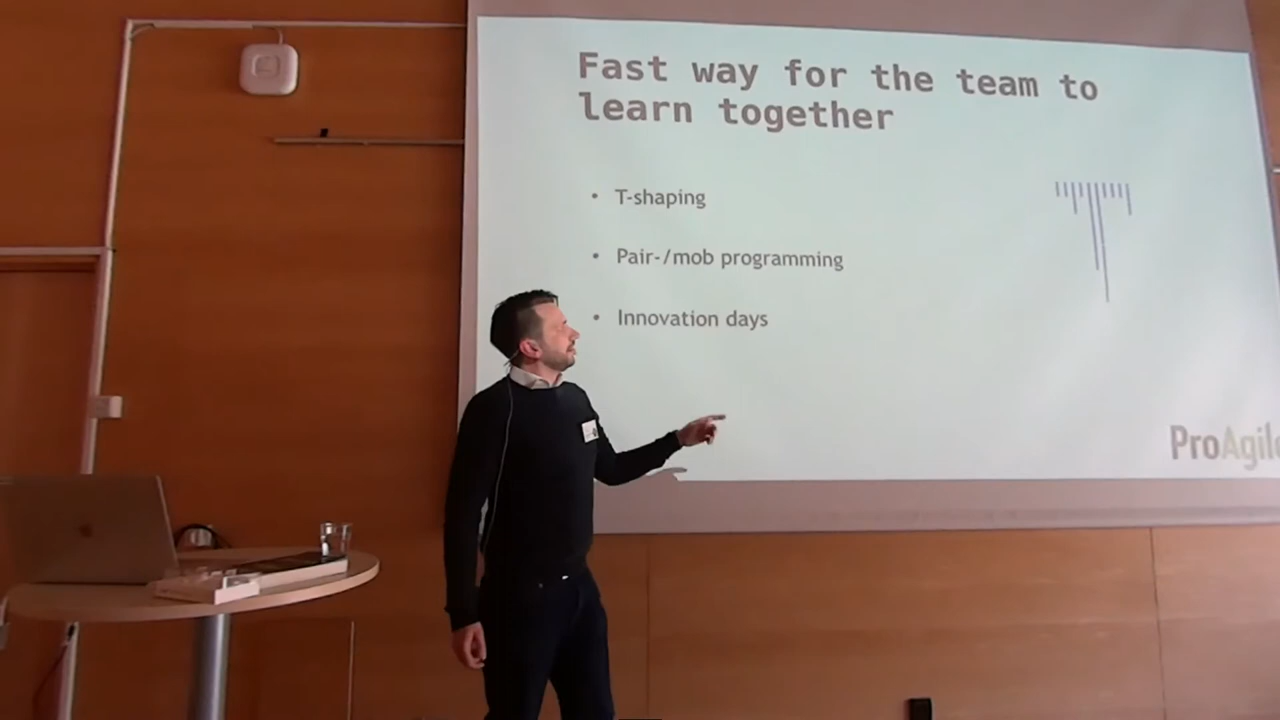 Fast way for the team to
learn together
• T-shaping
• Pair-/mob programming
• Innovation days
ProAgile